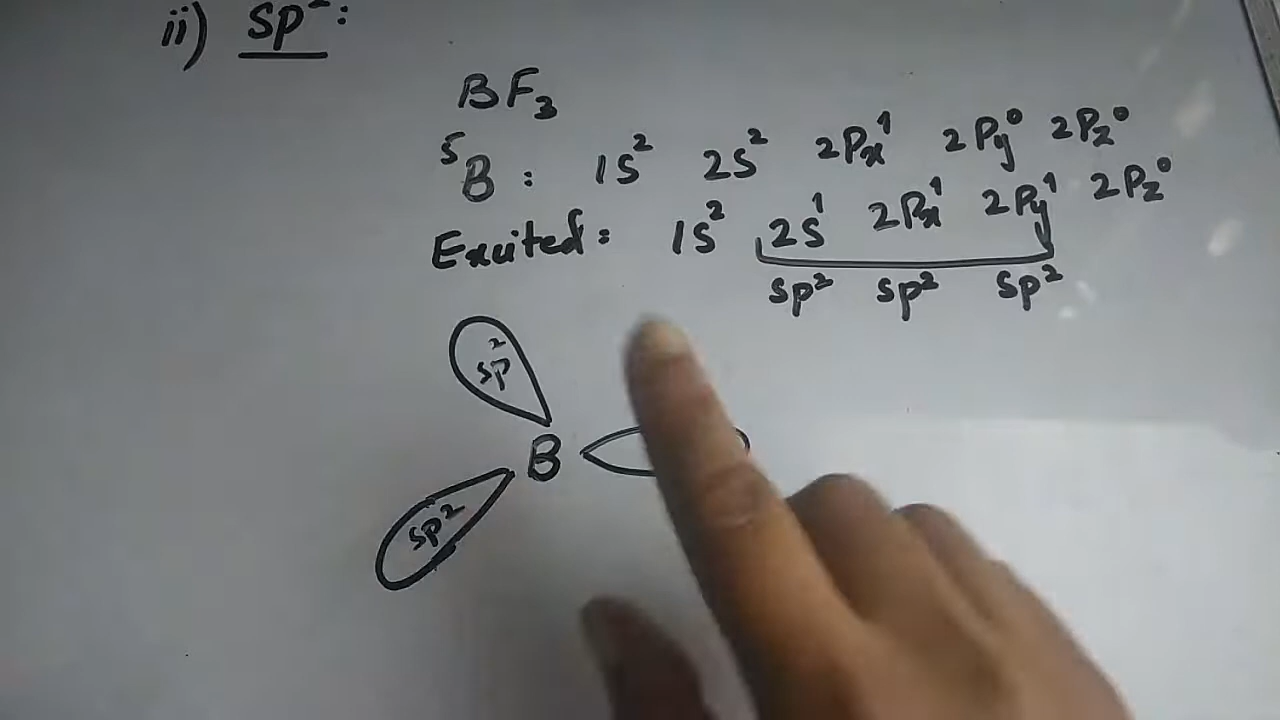 ii) sp²:
BF₃
⁵B : 1s² 2s² 2Px¹ 2Py⁰ 2Pz⁰
Excited: 1s² 2s¹ 2Px¹ 2Py¹ 2Pz⁰
sp² sp² sp²
sp²
B
sp²